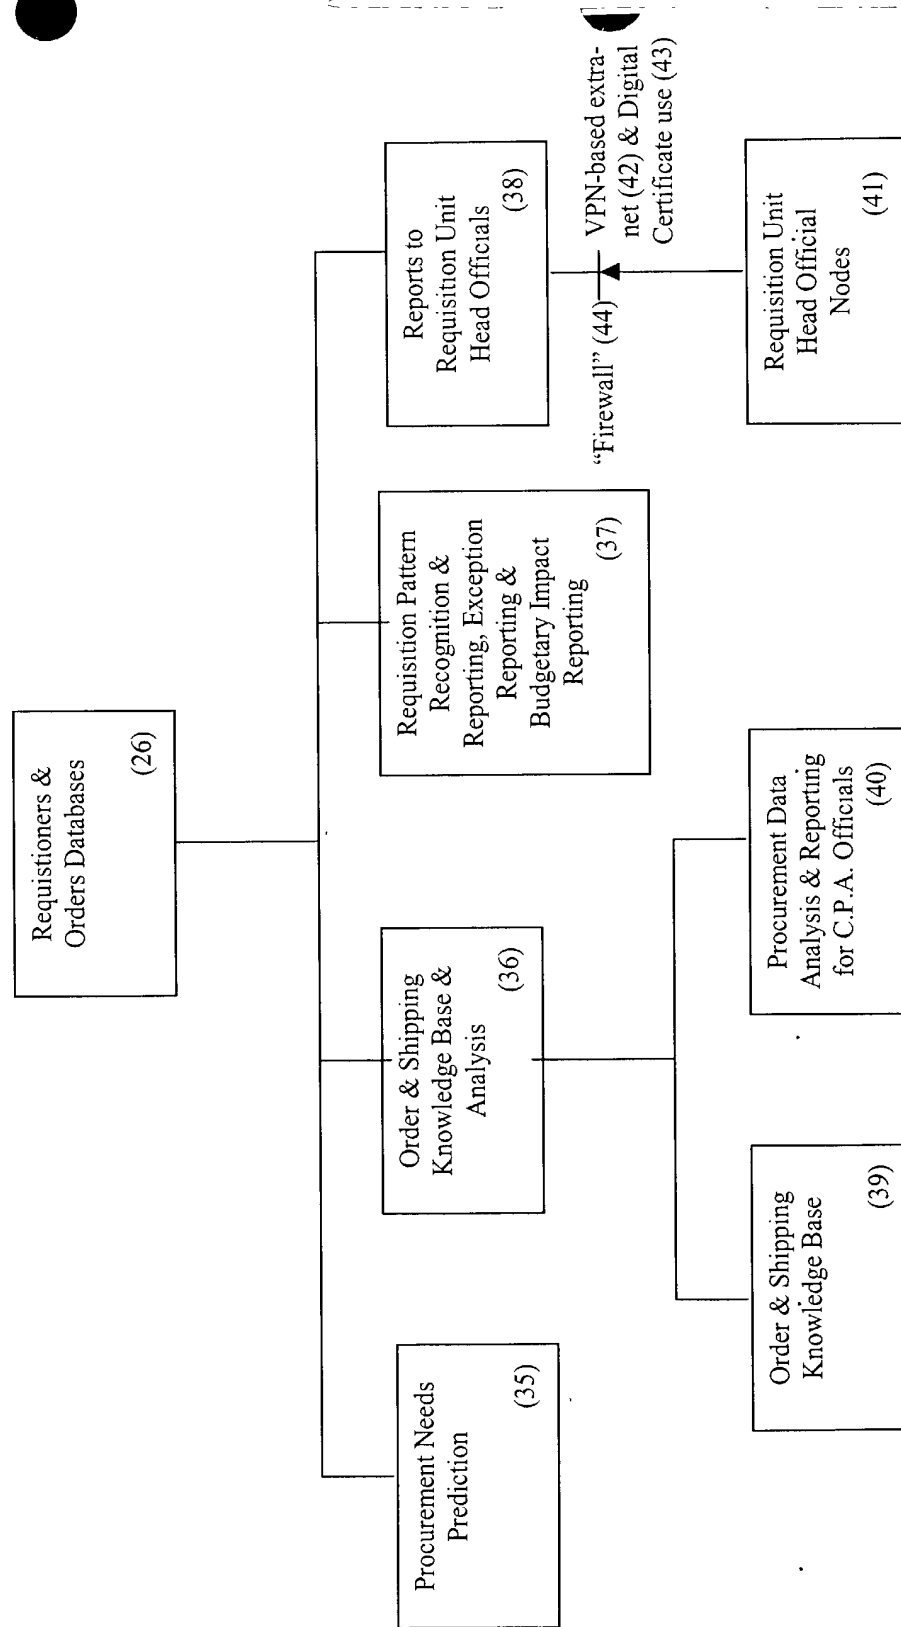 Requistioners &
Orders Databases
(26)
Procurement Needs
Prediction
(35)
Order & Shipping
Knowledge Base &
Analysis
(36)
Requisition Pattern
Recognition &
Reporting, Exception
Reporting &
Budgetary Impact
Reporting
(37)
Reports to
Requisition Unit
Head Officials
(38)
"Firewall" (44)
VPN-based extra-
net (42) & Digital
Certificate use (43)
Order & Shipping
Knowledge Base
(39)
Procurement Data
Analysis & Reporting
for C.P.A. Officials
(40)
Requisition Unit
Head Official
Nodes
(41)